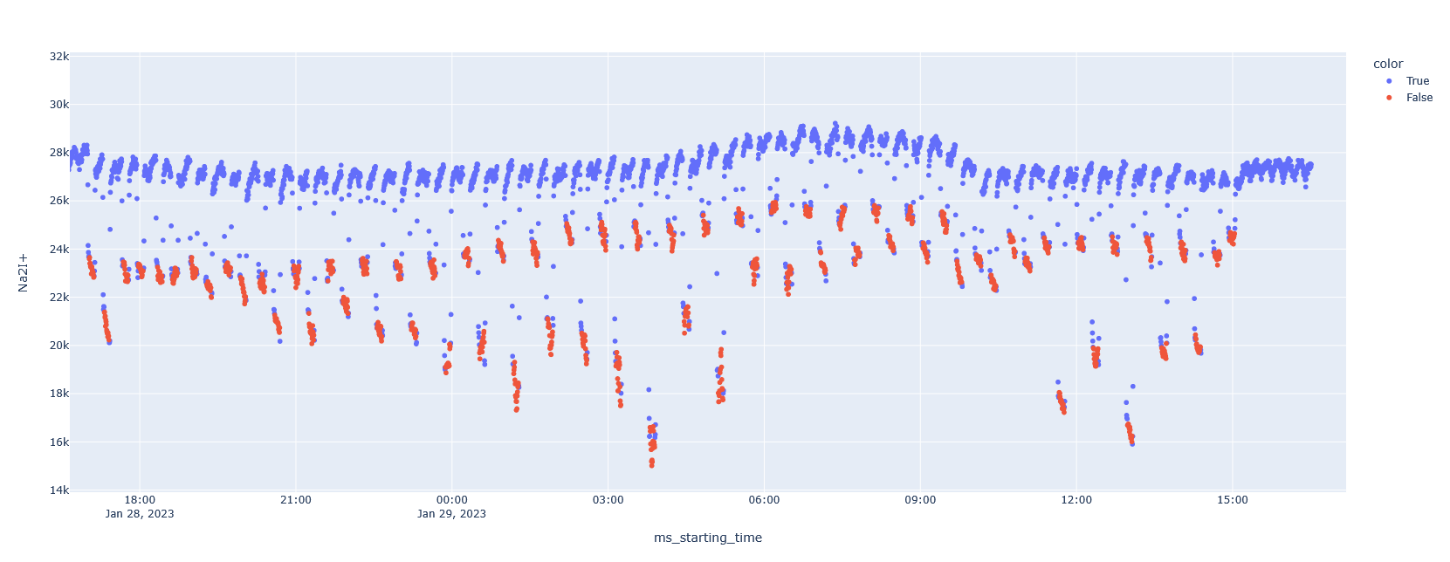 32k
30k
28k
26k
24k
22k
20k
18k
16k
14k
Na2I+
18:00
Jan 28, 2023
21:00
00:00
Jan 29, 2023
03:00
06:00
09:00
12:00
15:00
ms_starting_time
color
True
False